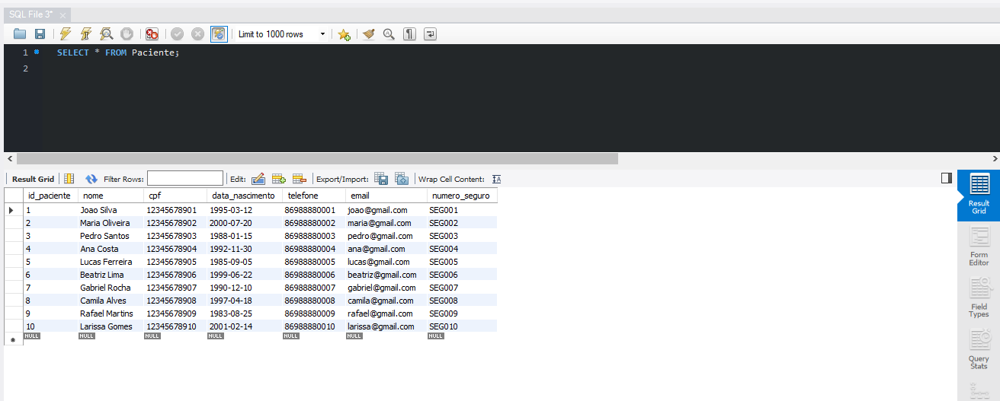 SQL File 3*
Limit to 1000 rows
1 SELECT * FROM Paciente;
2
Result Grid Filter Rows: Edit: Export/Import: Wrap Cell Content:
id_paciente nome cpf data_nascimento telefone email numero_seguro
1 Joao Silva 12345678901 1995-03-12 86988880001 joao@gmail.com SEG001
2 Maria Oliveira 12345678902 2000-07-20 86988880002 maria@gmail.com SEG002
3 Pedro Santos 12345678903 1988-01-15 86988880003 pedro@gmail.com SEG003
4 Ana Costa 12345678904 1992-11-30 86988880004 ana@gmail.com SEG004
5 Lucas Ferreira 12345678905 1985-09-05 86988880005 lucas@gmail.com SEG005
6 Beatriz Lima 12345678906 1999-06-22 86988880006 beatriz@gmail.com SEG006
7 Gabriel Rocha 12345678907 1990-12-10 86988880007 gabriel@gmail.com SEG007
8 Camila Alves 12345678908 1997-04-18 86988880008 camila@gmail.com SEG008
9 Rafael Martins 12345678909 1983-08-25 86988880009 rafael@gmail.com SEG009
10 Larissa Gomes 12345678910 2001-02-14 86988880010 larissa@gmail.com SEG010
NULL NULL NULL NULL NULL NULL NULL
Result
Grid
Form
Editor
Field
Types
Query
Stats